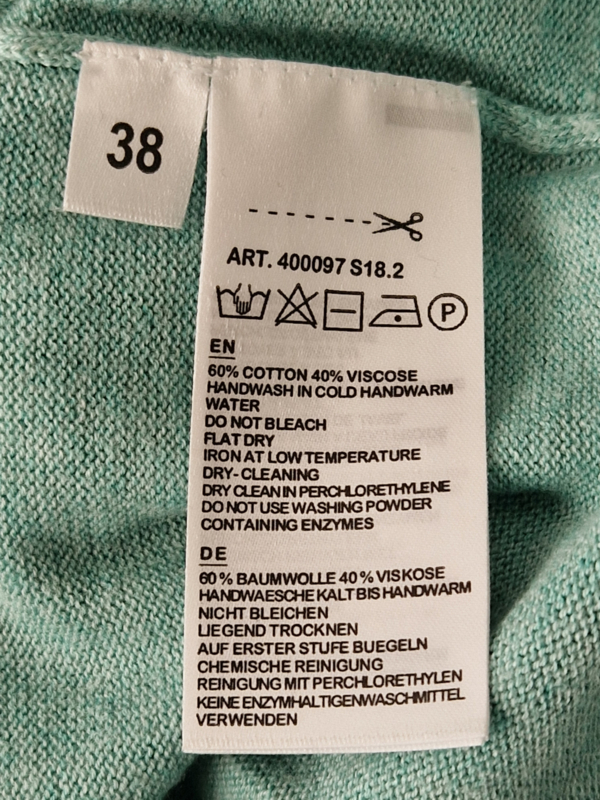 38
ART. 400097 S18.2
P
EN
60% COTTON 40% VISCOSE
HANDWASH IN COLD HANDWARM
WATER
DO NOT BLEACH
FLAT DRY
IRON AT LOW TEMPERATURE
DRY-CLEANING
DRY CLEAN IN PERCHLORETHYLENE
DO NOT USE WASHING POWDER
CONTAINING ENZYMES
DE
60% BAUMWOLLE 40% VISKOSE
HANDWAESCHE KALT BIS HANDWARM
NICHT BLEICHEN
LIEGEND TROCKNEN
AUF ERSTER STUFE BUEGELN
CHEMISCHE REINIGUNG
REINIGUNG MIT PERCHLORETHYLEN
KEINE ENZYMHALTIGENWASCHMITTEL
VERWENDEN